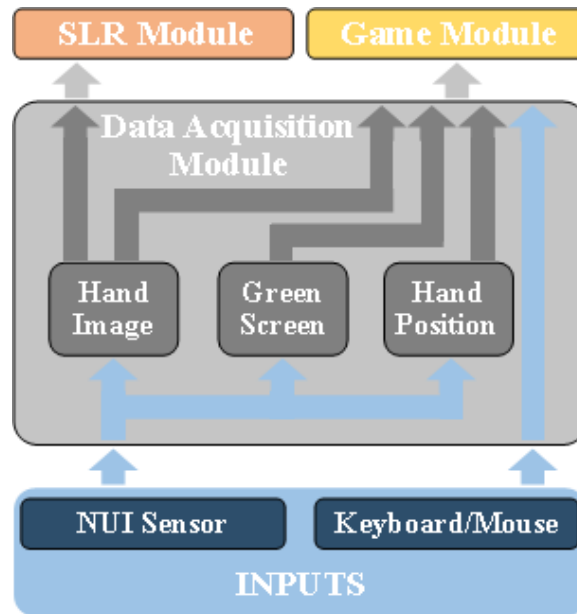 SLR Module
Game Module
Data Acquisition
Module
Hand
Image
Green
Screen
Hand
Position
NUI Sensor
Keyboard/Mouse
INPUTS